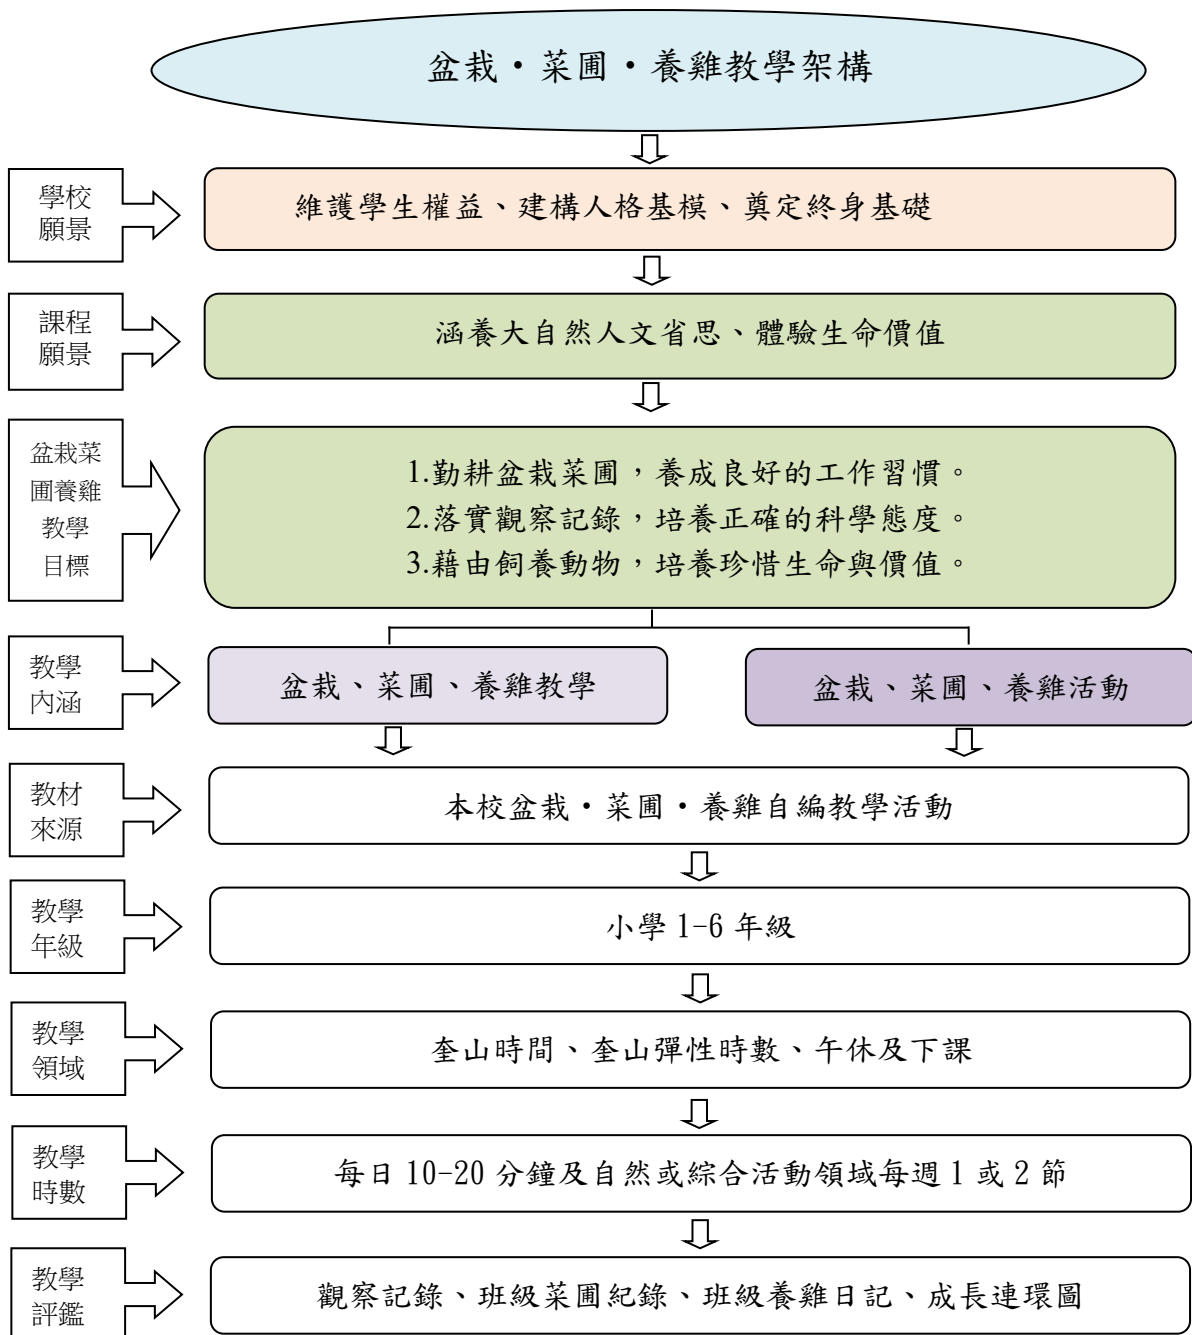 盆栽•菜圃•養雞教學架構
學校
願景
維護學生權益、建構人格基模、奠定終身基礎
課程
願景
涵養大自然人文省思、體驗生命價值
盆栽菜
圃養雞
教學
目標
1.勤耕盆栽菜圃，養成良好的工作習慣。
2.落實觀察記錄，培養正確的科學態度。
3.藉由飼養動物，培養珍惜生命與價值。
教學
內涵
盆栽、菜圃、養雞教學
盆栽、菜圃、養雞活動
教材
來源
本校盆栽•菜圃•養雞自編教學活動
教學
年級
小學 1-6 年級
教學
領域
奎山時間、奎山彈性時數、午休及下課
教學
時數
每日 10-20 分鐘及自然或綜合活動領域每週 1 或 2 節
教學
評鑑
觀察記錄、班級菜圃紀錄、班級養雞日記、成長連環圖